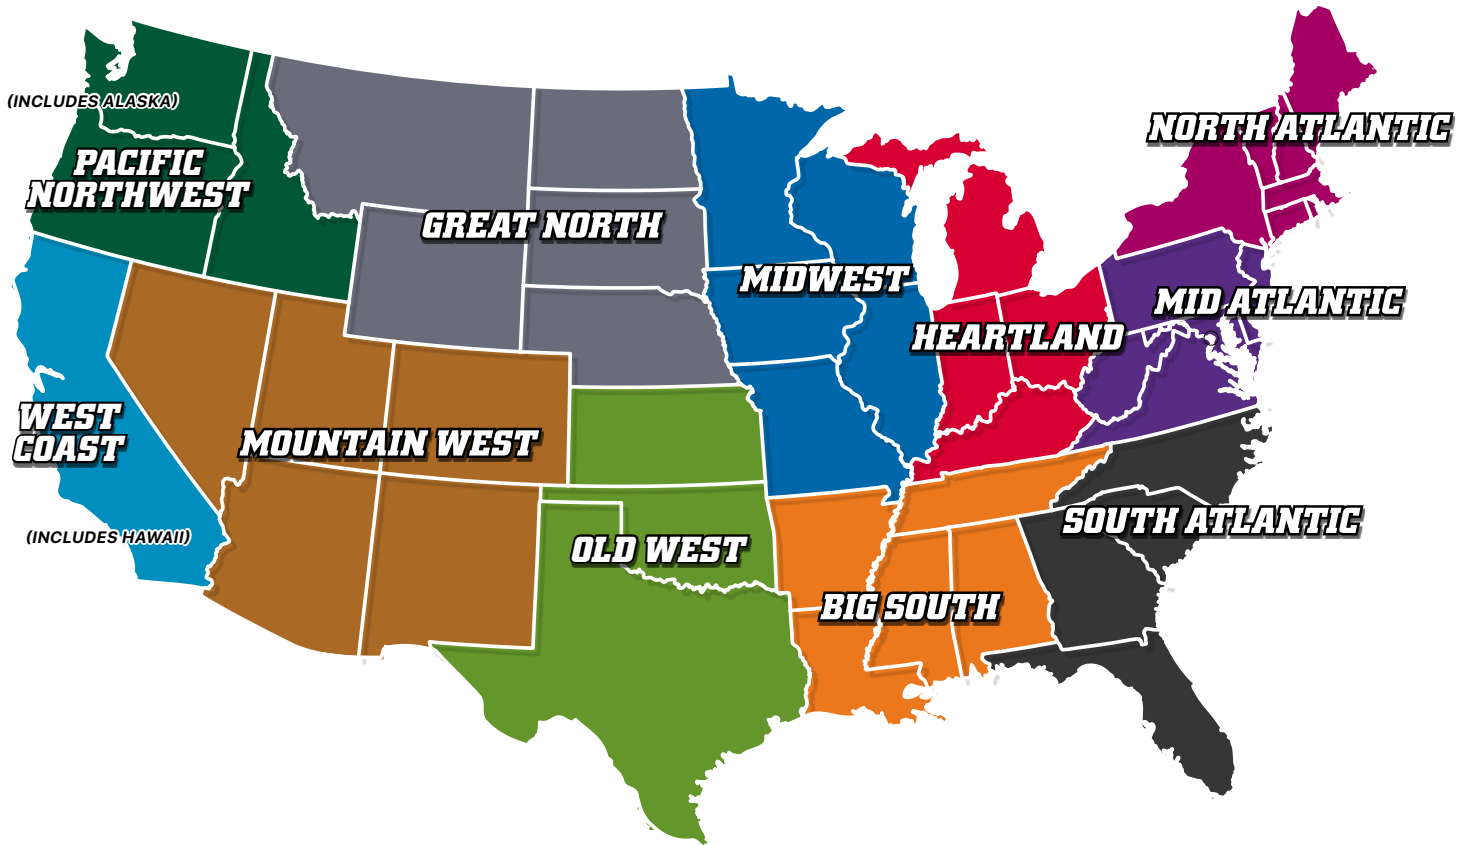 (INCLUDES ALASKA)
NORTH ATLANTIC
PACIFIC
NORTHWEST
GREAT NORTH
MIDWEST
MID ATLANTIC
HEARTLAND
WEST
COAST
MOUNTAIN WEST
SOUTH ATLANTIC
(INCLUDES HAWAII)
OLD WEST
BIG SOUTH